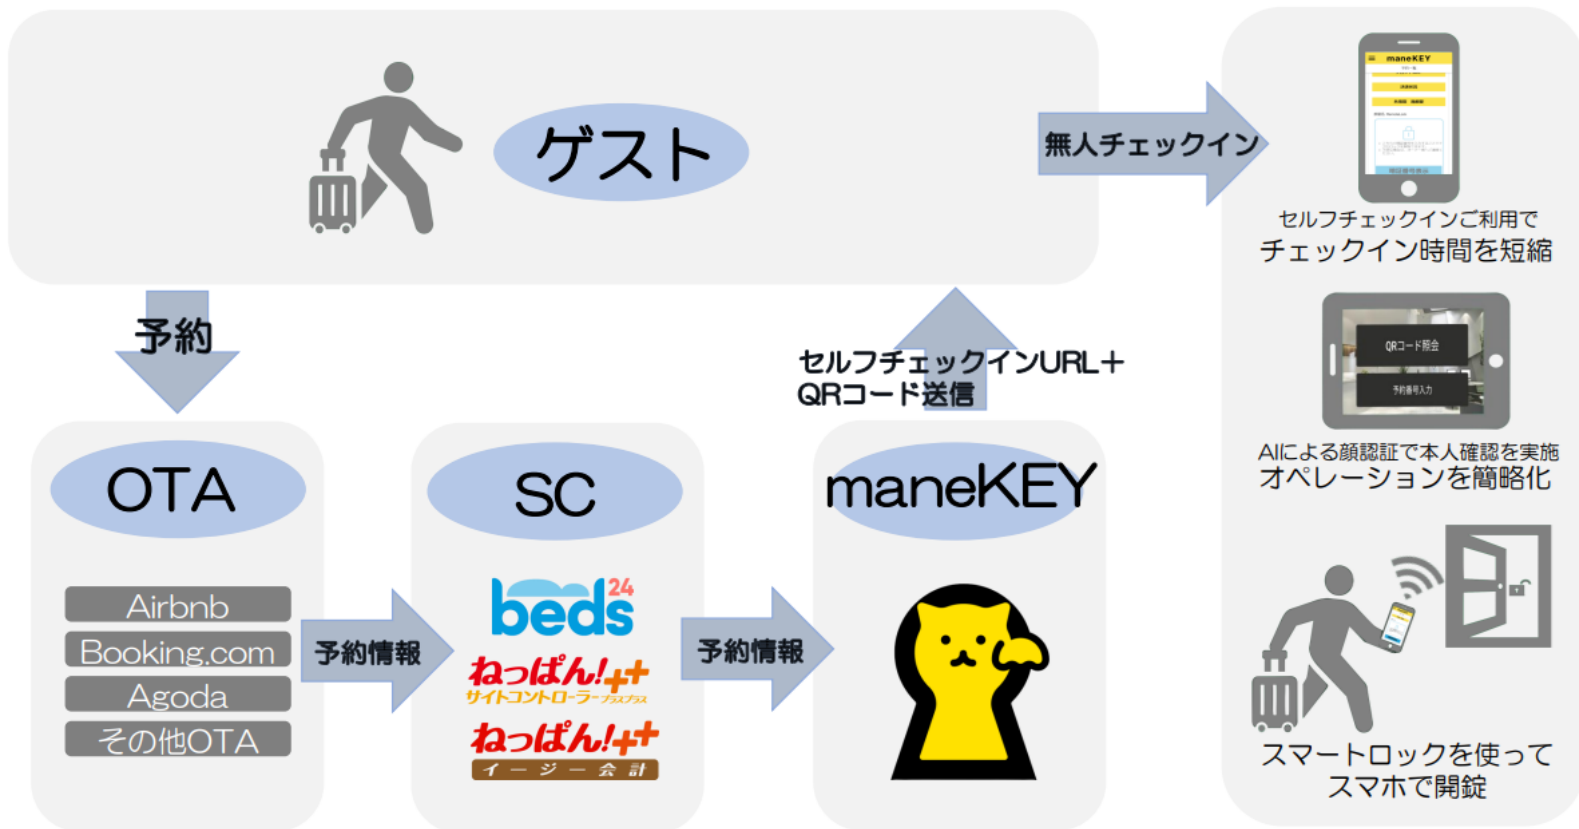 ゲスト
無人チェックイン
maneKEY
セルフチェックインご利用で
チェックイン時間を短縮
予約
セルフチェックインURL＋
QRコード送信
QRコード照会
予約番号入力
AIによる顔認証で本人確認を実施
オペレーションを簡略化
OTA
Airbnb
Booking.com
Agoda
その他OTA
予約情報
SC
beds24
ねっぱん!++
サイトコントローラープラスプラス
ねっぱん!++
イージー会計
予約情報
maneKEY
スマートロックを使って
スマホで開錠